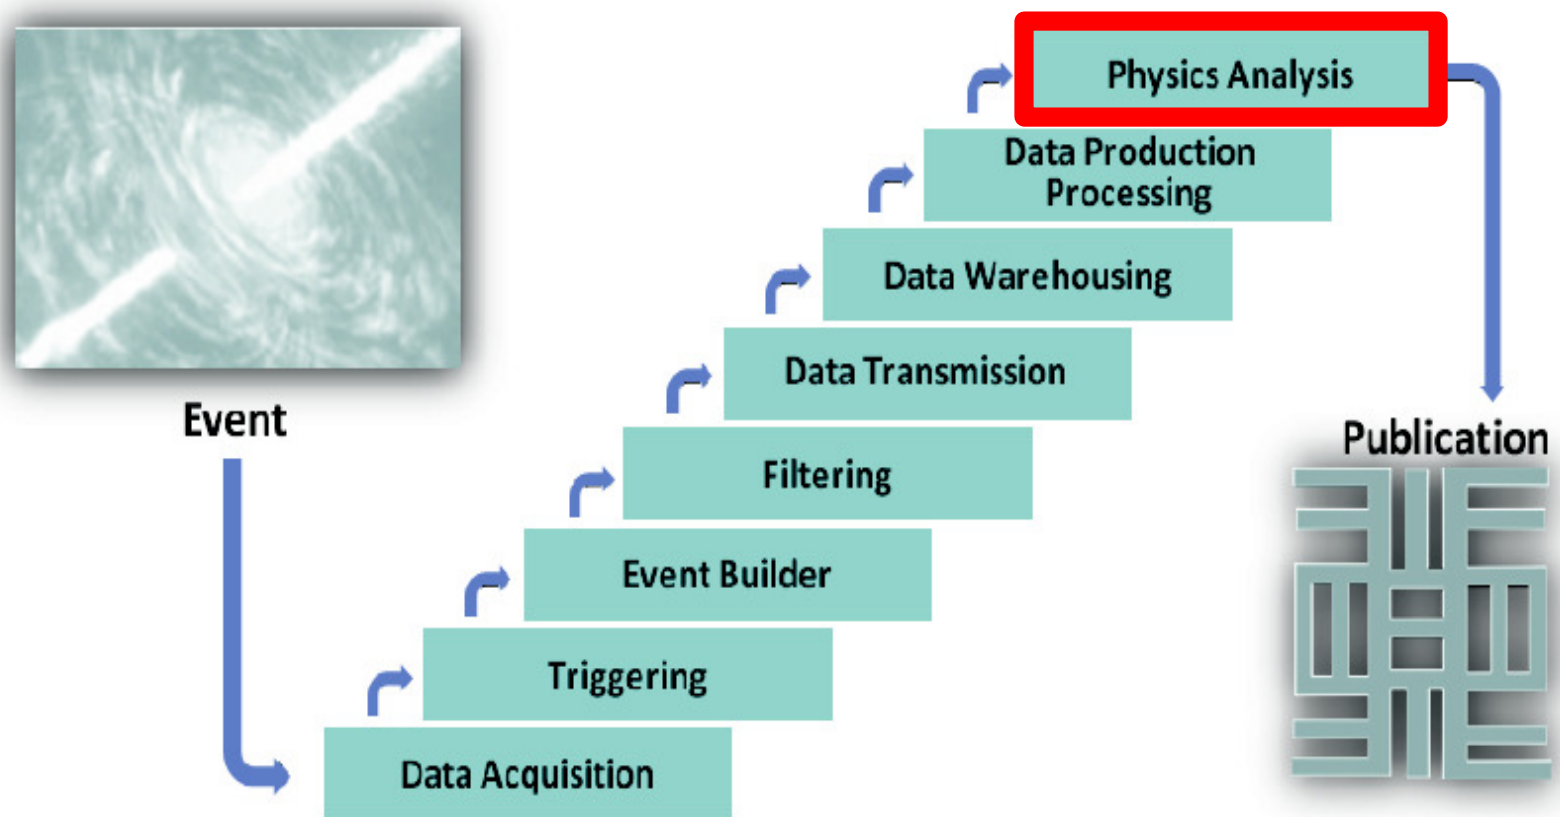 Physics Analysis
Data Production
Processing
Data Warehousing
Data Transmission
Event
Publication
Filtering
Event Builder
Triggering
Data Acquisition